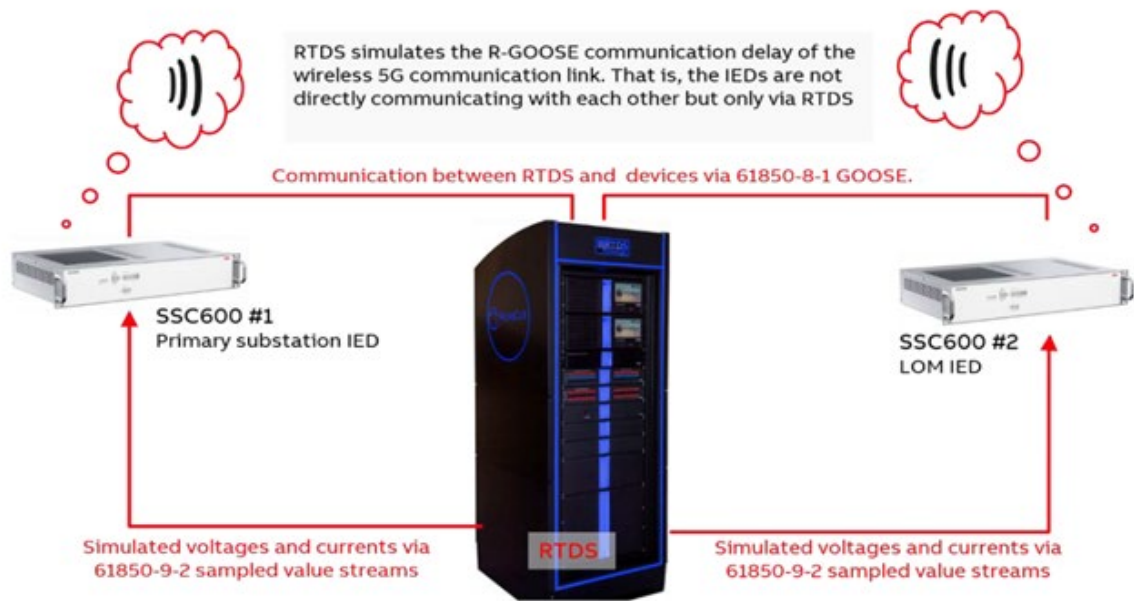 RTDS simulates the R-GOOSE communication delay of the
wireless 5G communication link. That is, the IEDs are not
directly communicating with each other but only via RTDS
Communication between RTDS and devices via 61850-8-1 GOOSE.
SSC600 #1
Primary substation IED
SSC600 #2
LOM IED
RTDS
Simulated voltages and currents via
61850-9-2 sampled value streams
Simulated voltages and currents via
61850-9-2 sampled value streams